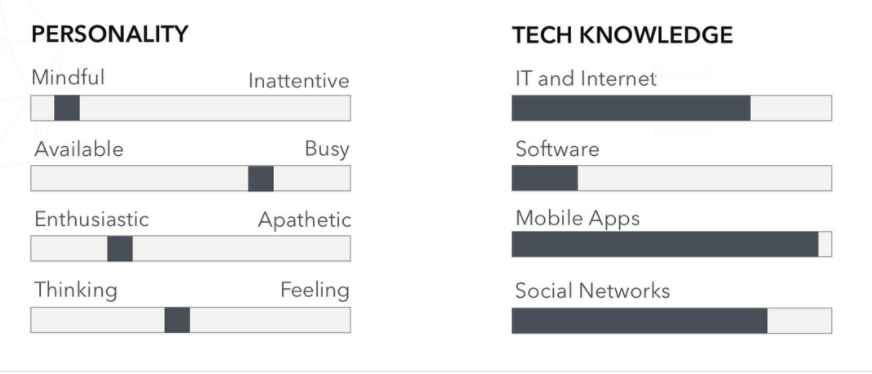 PERSONALITY
Mindful Inattentive
Available Busy
Enthusiastic Apathetic
Thinking Feeling
TECH KNOWLEDGE
IT and Internet
Software
Mobile Apps
Social Networks